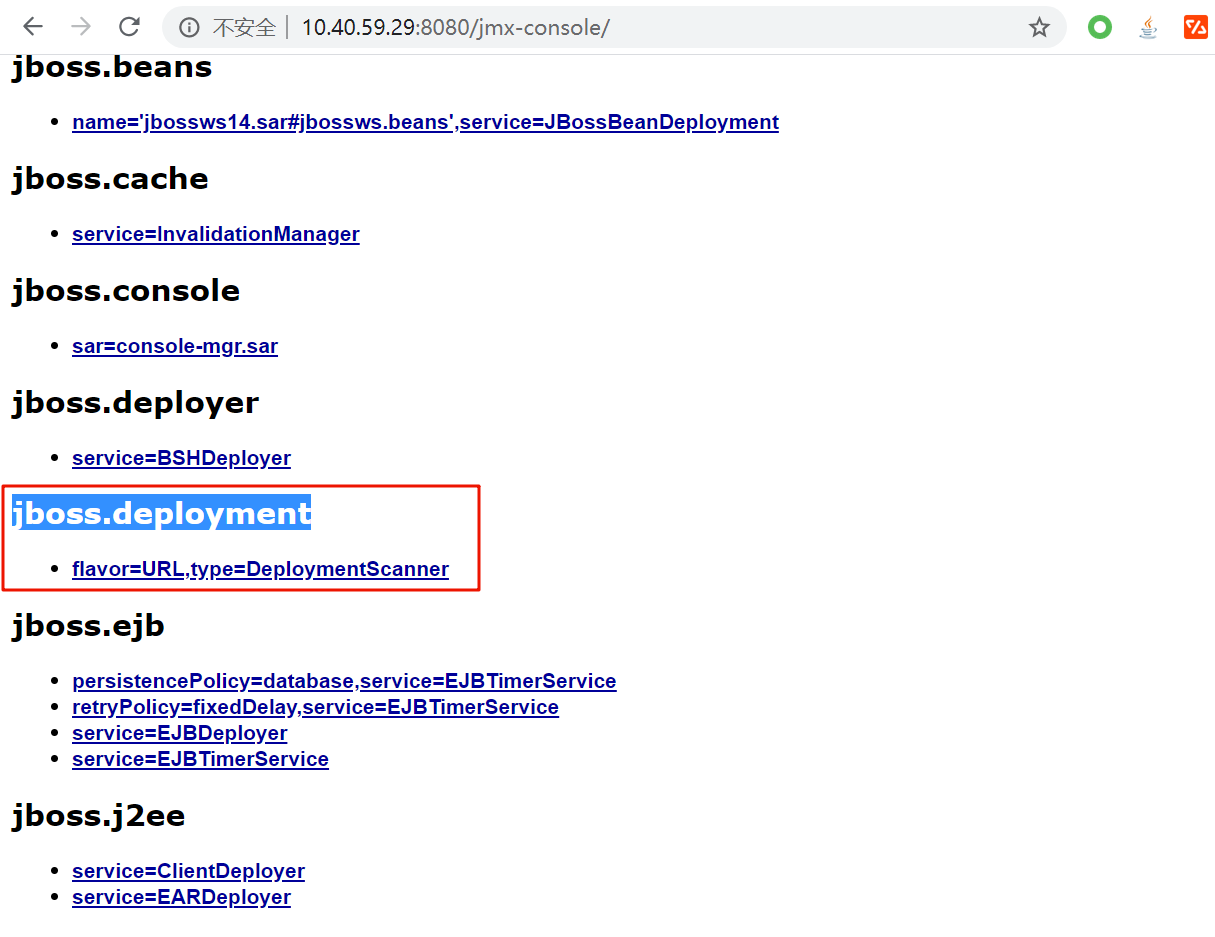 不安全 | 10.40.59.29:8080/jmx-console/
jboss.beans
name='jbossws14.sar#jbossws.beans',service=JBossBeanDeployment
jboss.cache
service=InvalidationManager
jboss.console
sar=console-mgr.sar
jboss.deployer
service=BSHDeployer
jboss.deployment
flavor=URL,type=DeploymentScanner
jboss.ejb
persistencePolicy=database,service=EJBTimerService
retryPolicy=fixedDelay,service=EJBTimerService
service=EJBDeployer
service=EJBTimerService
jboss.j2ee
service=ClientDeployer
service=EARDeployer